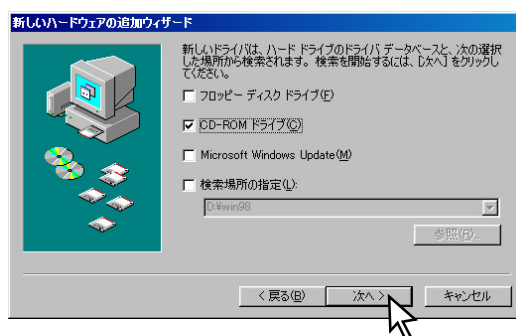 新しいハードウェアの追加ウィザード
新しいドライバは、ハード ドライブのドライバ データベースと、次の選択
した場所から検索されます。検索を開始するには、[次へ] をクリックし
てください。
フロッピー ディスク ドライブ(F)
CD-ROM ドライブ(C)
Microsoft Windows Update(M)
検索場所の指定(L):
D:¥win98
参照(R)...
< 戻る(B)
次へ >
キャンセル